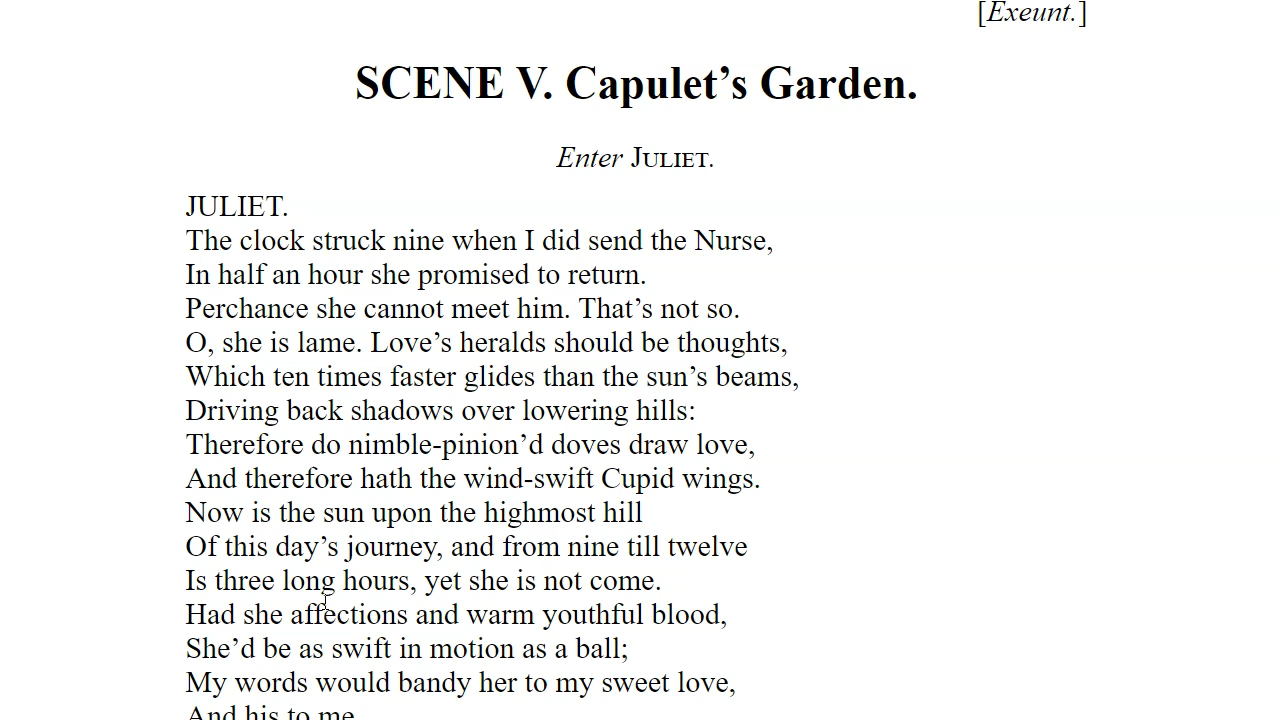 [Exeunt.]
SCENE V. Capulet’s Garden.
Enter JULIET.
JULIET.
The clock struck nine when I did send the Nurse,
In half an hour she promised to return.
Perchance she cannot meet him. That’s not so.
O, she is lame. Love’s heralds should be thoughts,
Which ten times faster glides than the sun’s beams,
Driving back shadows over lowering hills:
Therefore do nimble-pinion’d doves draw love,
And therefore hath the wind-swift Cupid wings.
Now is the sun upon the highmost hill
Of this day’s journey, and from nine till twelve
Is three long hours, yet she is not come.
Had she affections and warm youthful blood,
She’d be as swift in motion as a ball;
My words would bandy her to my sweet love,
And his to me